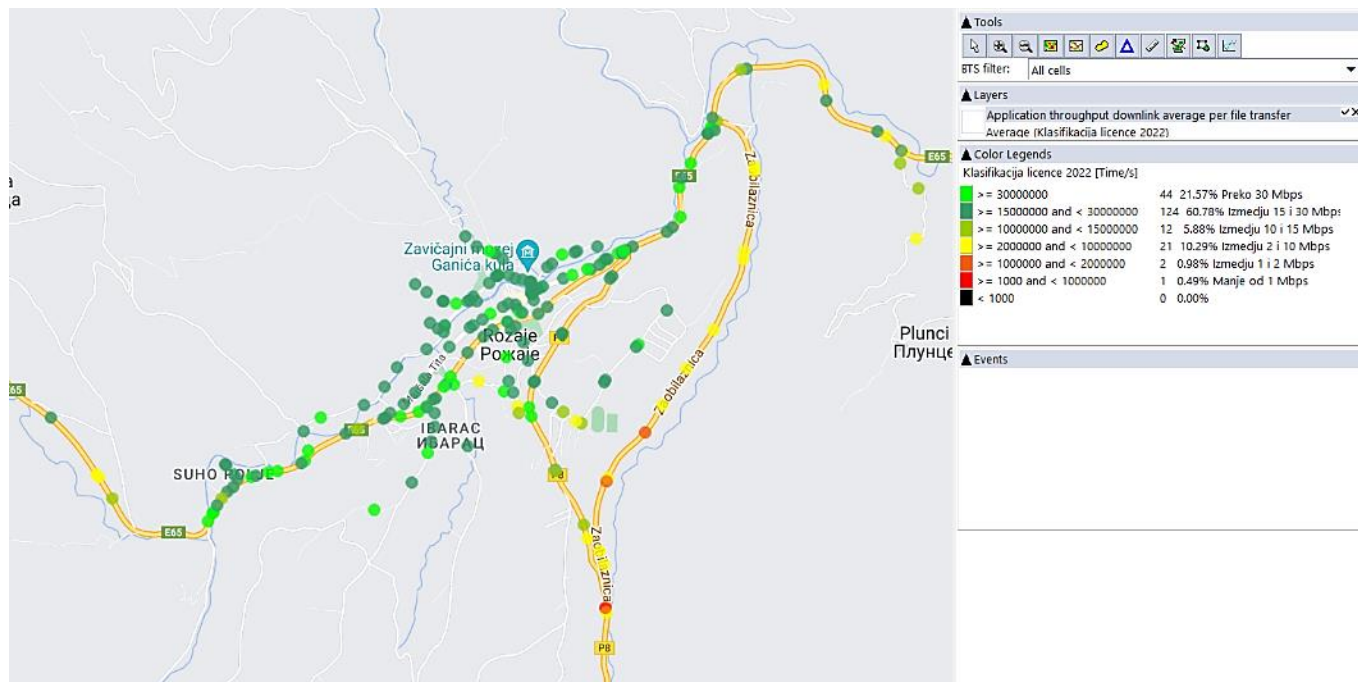 Tools
BTS filter: All cells
Layers
Application throughput downlink average per file transfer
Average (Klasifikacija licence 2022)
Color Legends
Klasifikacija licence 2022 [Time/s]
>= 30000000 44 21.57% Preko 30 Mbps
>= 15000000 and < 30000000 124 60.78% Izmedju 15 i 30 Mbps
>= 10000000 and < 15000000 12 5.88% Izmedju 10 i 15 Mbps
>= 2000000 and < 10000000 21 10.29% Izmedju 2 i 10 Mbps
>= 1000000 and < 2000000 2 0.98% Izmedju 1 i 2 Mbps
>= 1000 and < 1000000 1 0.49% Manje od 1 Mbps
< 1000 0 0.00%
Events
E65
Zaobilaznica
Zavičajni muzej
Ganića kula
Rožaje
Рожаје
Plunci
Плунце
Zaobilaznica
IBARAC
ИБАРАЦ
SUHO POLJE
P8
E65
Zaobilaznica
P8